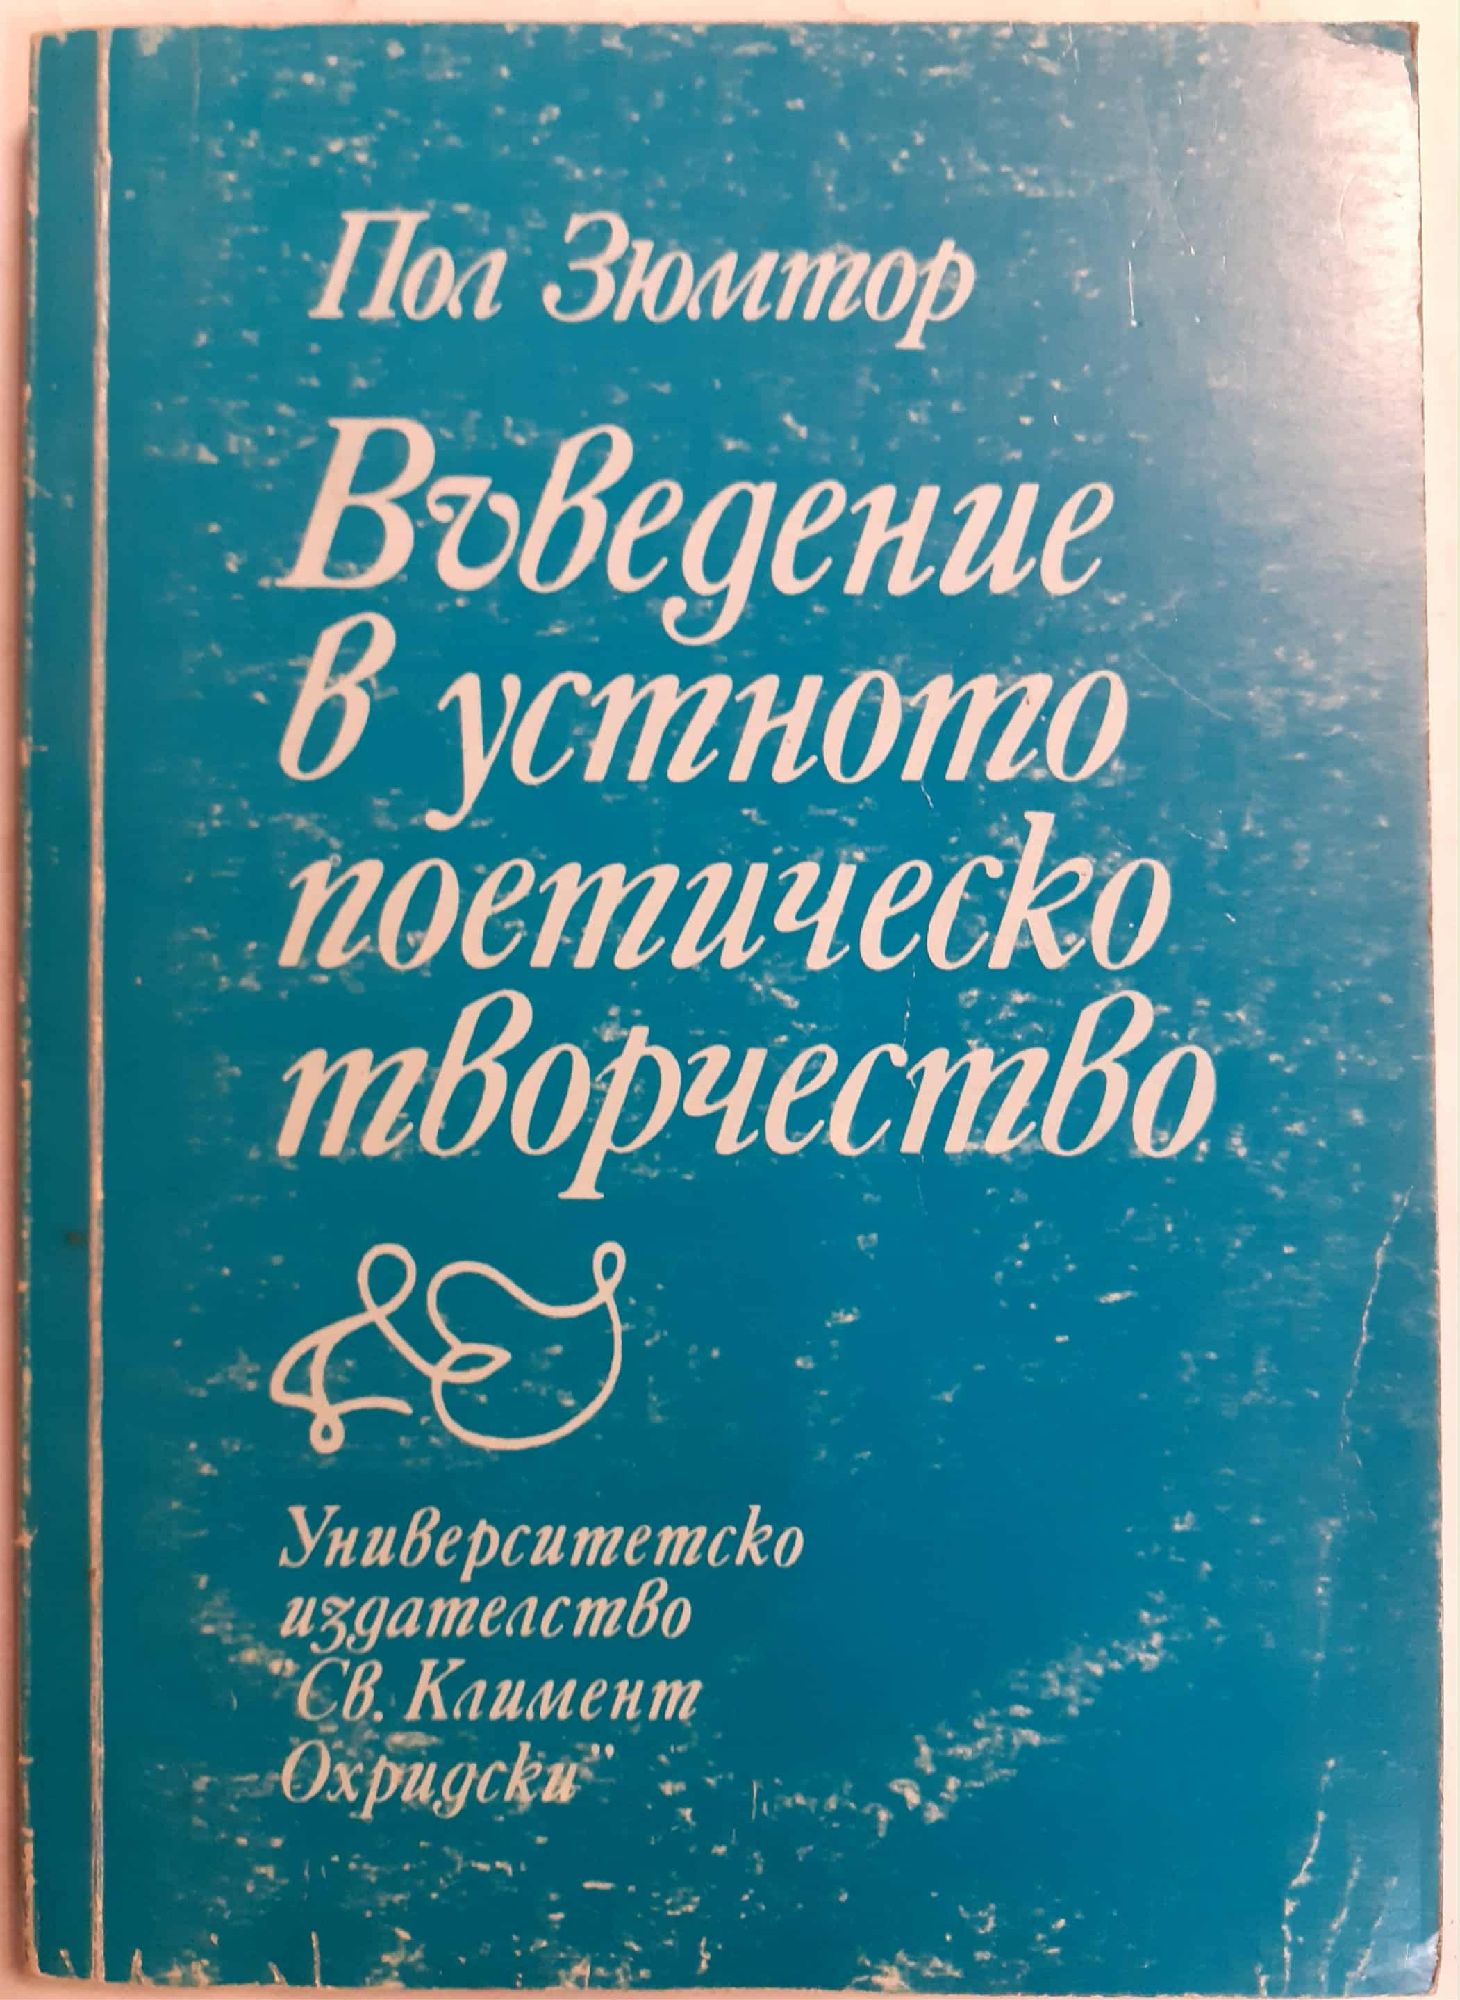 Пол Зюмтор
Въведение
в устното
поетическо
творчество
Университетско
издателство
"Св. Климент
Охридски"